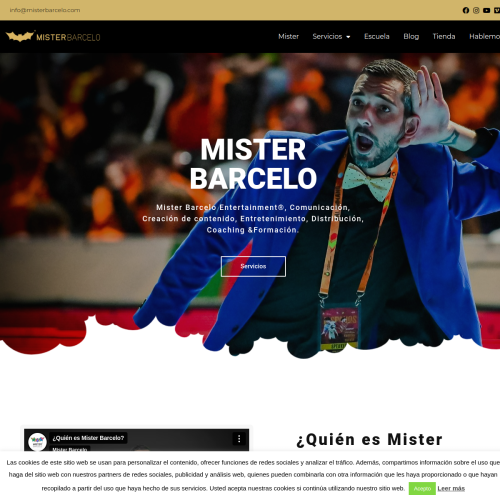 info@misterbarcelo.com
MISTERBARCELO
Mister Servicios Escuela Blog Tienda Hablemo
MISTER
BARCELO
Mister Barcelo Entertainment®, Comunicación,
Creación de contenido, Entretenimiento, Distribución,
Coaching &Formación.
Servicios
¿Quién es Mister Barcelo?
Mister Barcelo
¿Quién es Mister
Las cookies de este sitio web se usan para personalizar el contenido, ofrecer funciones de redes sociales y analizar el tráfico. Además, compartimos información sobre el uso que
haga del sitio web con nuestros partners de redes sociales, publicidad y análisis web, quienes pueden combinarla con otra información que les haya proporcionado o que hayan
recopilado a partir del uso que haya hecho de sus servicios. Usted acepta nuestras cookies si continúa utilizando nuestro sitio web. Acepto Leer más